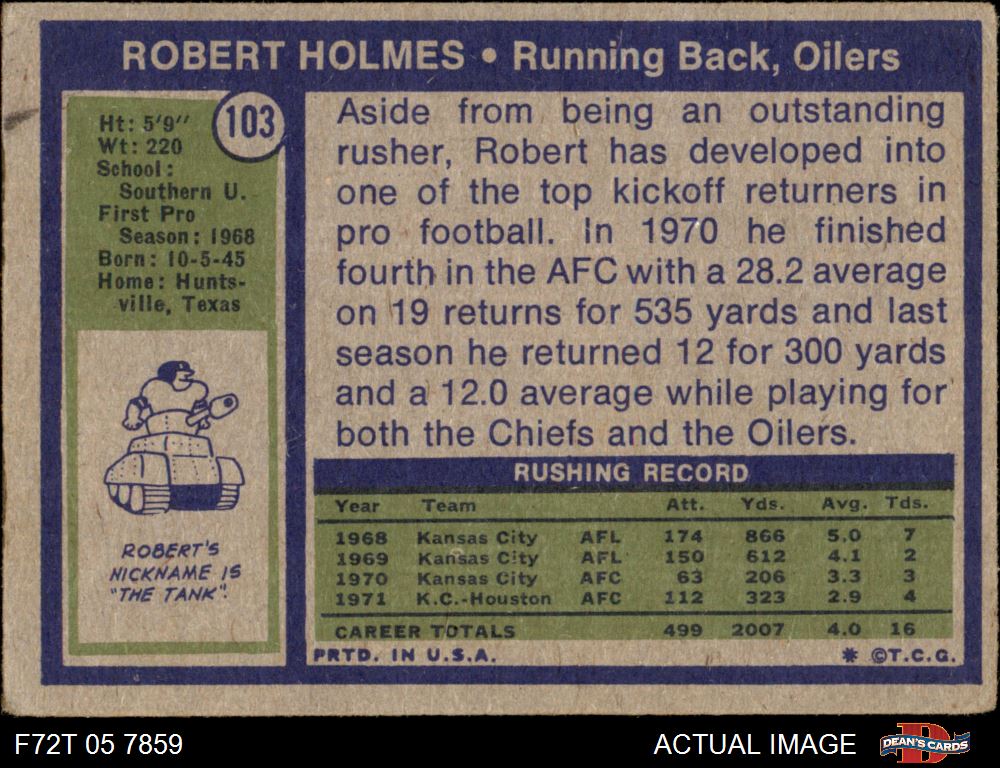 ROBERT HOLMES • Running Back, Oilers
103
Ht: 5'9"
Wt: 220
School:
Southern U.
First Pro
Season: 1968
Born: 10-5-45
Home: Hunts-
ville, Texas
ROBERT'S
NICKNAME IS
"THE TANK".
Aside from being an outstanding
rusher, Robert has developed into
one of the top kickoff returners in
pro football. In 1970 he finished
fourth in the AFC with a 28.2 average
on 19 returns for 535 yards and last
season he returned 12 for 300 yards
and a 12.0 average while playing for
both the Chiefs and the Oilers.
RUSHING RECORD
Year Team Att. Yds. Avg. Tds.
1968 Kansas City AFL 174 866 5.0 7
1969 Kansas City AFL 150 612 4.1 2
1970 Kansas City AFC 63 206 3.3 3
1971 K.C.-Houston AFC 112 323 2.9 4
CAREER TOTALS 499 2007 4.0 16
PRTD. IN U.S.A. * ©T.C.G.
F72T 05 7859 ACTUAL IMAGE DEAN'S CARDS